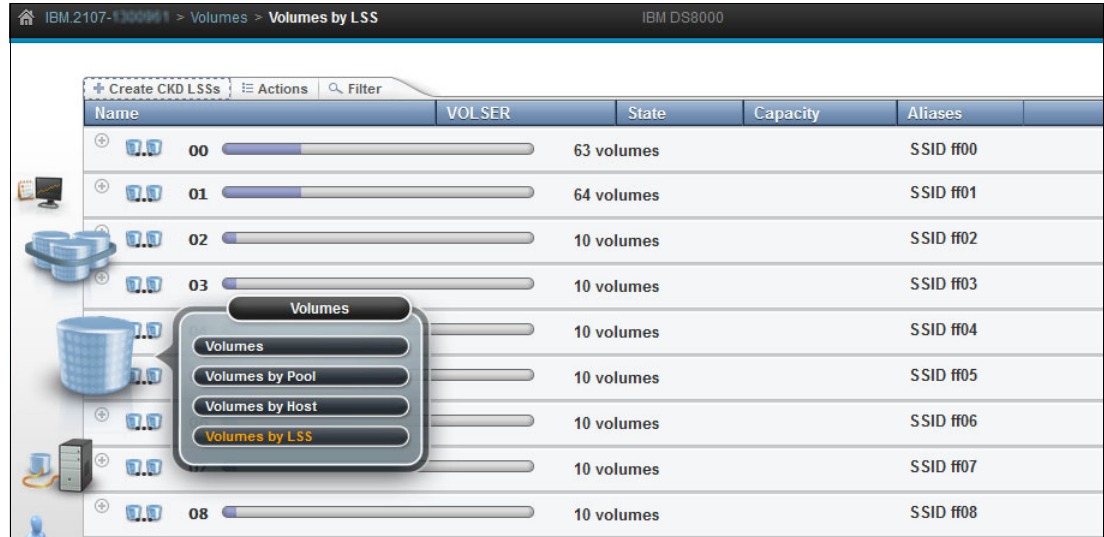 IBM.2107- > Volumes > Volumes by LSS IBM DS8000
Create CKD LSSs Actions Filter
Name VOLSER State Capacity Aliases
00 63 volumes SSID ff00
01 64 volumes SSID ff01
02 10 volumes SSID ff02
03 10 volumes SSID ff03
Volumes
10 volumes SSID ff04
Volumes
Volumes by Pool
10 volumes SSID ff05
Volumes by Host
10 volumes SSID ff06
Volumes by LSS
10 volumes SSID ff07
08 10 volumes SSID ff08